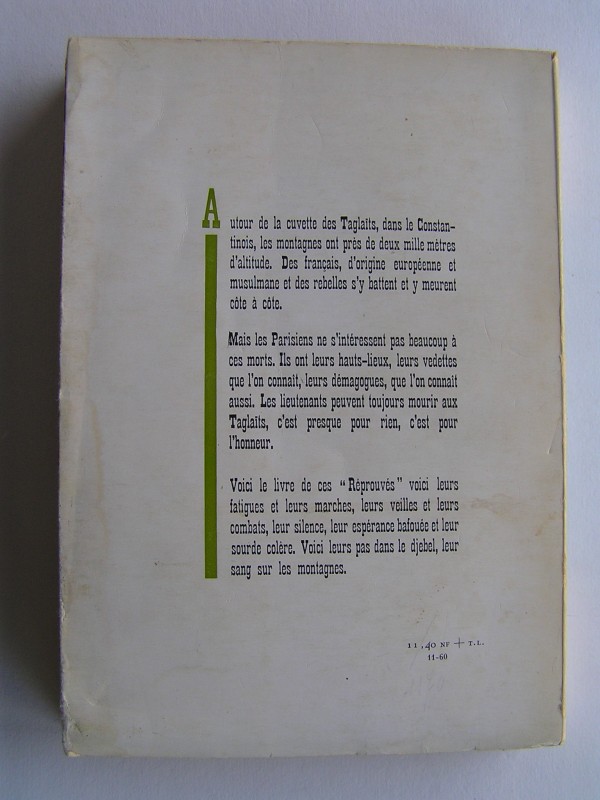 Autour de la cuvette des Taglaïts, dans le Constan-
tinois, les montagnes ont près de deux mille mètres
d'altitude. Des français, d'origine européenne et
musulmane et des rebelles s'y battent et y meurent
côte à côte.
Mais les Parisiens ne s'intéressent pas beaucoup à
ces morts. Ils ont leurs hauts-lieux, leurs vedettes
que l'on connaît, leurs démagogues, que l'on connaît
aussi. Les lieutenants peuvent toujours mourir aux
Taglaïts, c'est presque pour rien, c'est pour
l'honneur.
Voici le livre de ces "Réprouvés" voici leurs
fatigues et leurs marches, leurs veilles et leurs
combats, leur silence, leur espérance bafouée et leur
sourde colère. Voici leurs pas dans le djebel, leur
sang sur les montagnes.
11,40 NF + T.L.
11-60